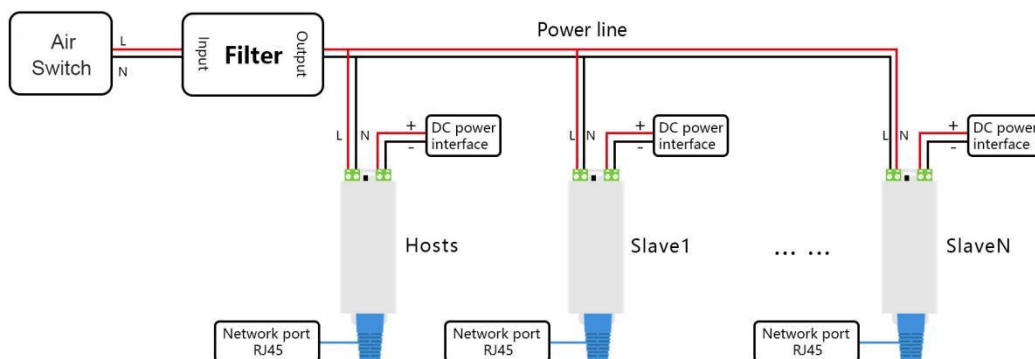 Air
Switch
L
N
Input
Filter
Output
Power line
L
N
+
-
DC power
interface
Hosts
Network port
RJ45
L
N
+
-
DC power
interface
Slave1
Network port
RJ45
... ...
L
N
+
-
DC power
interface
SlaveN
Network port
RJ45